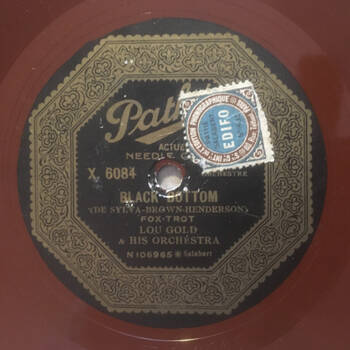 Path
ACTUE
NEEDLE C
X. 6084
ORCHESTRE
BLACK BOTTOM
(DE SYLVA-BROWN-HENDERSON)
FOX-TROT
LOU GOLD
& HIS ORCHESTRA
N 106965 ※ Salabert
EDIFO